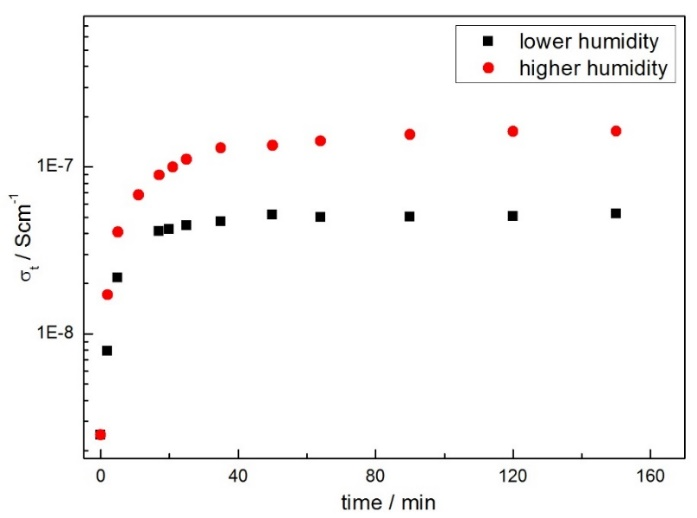 lower humidity
higher humidity
1E-7
1E-8
σt / Scm-1
0
40
80
120
160
time / min